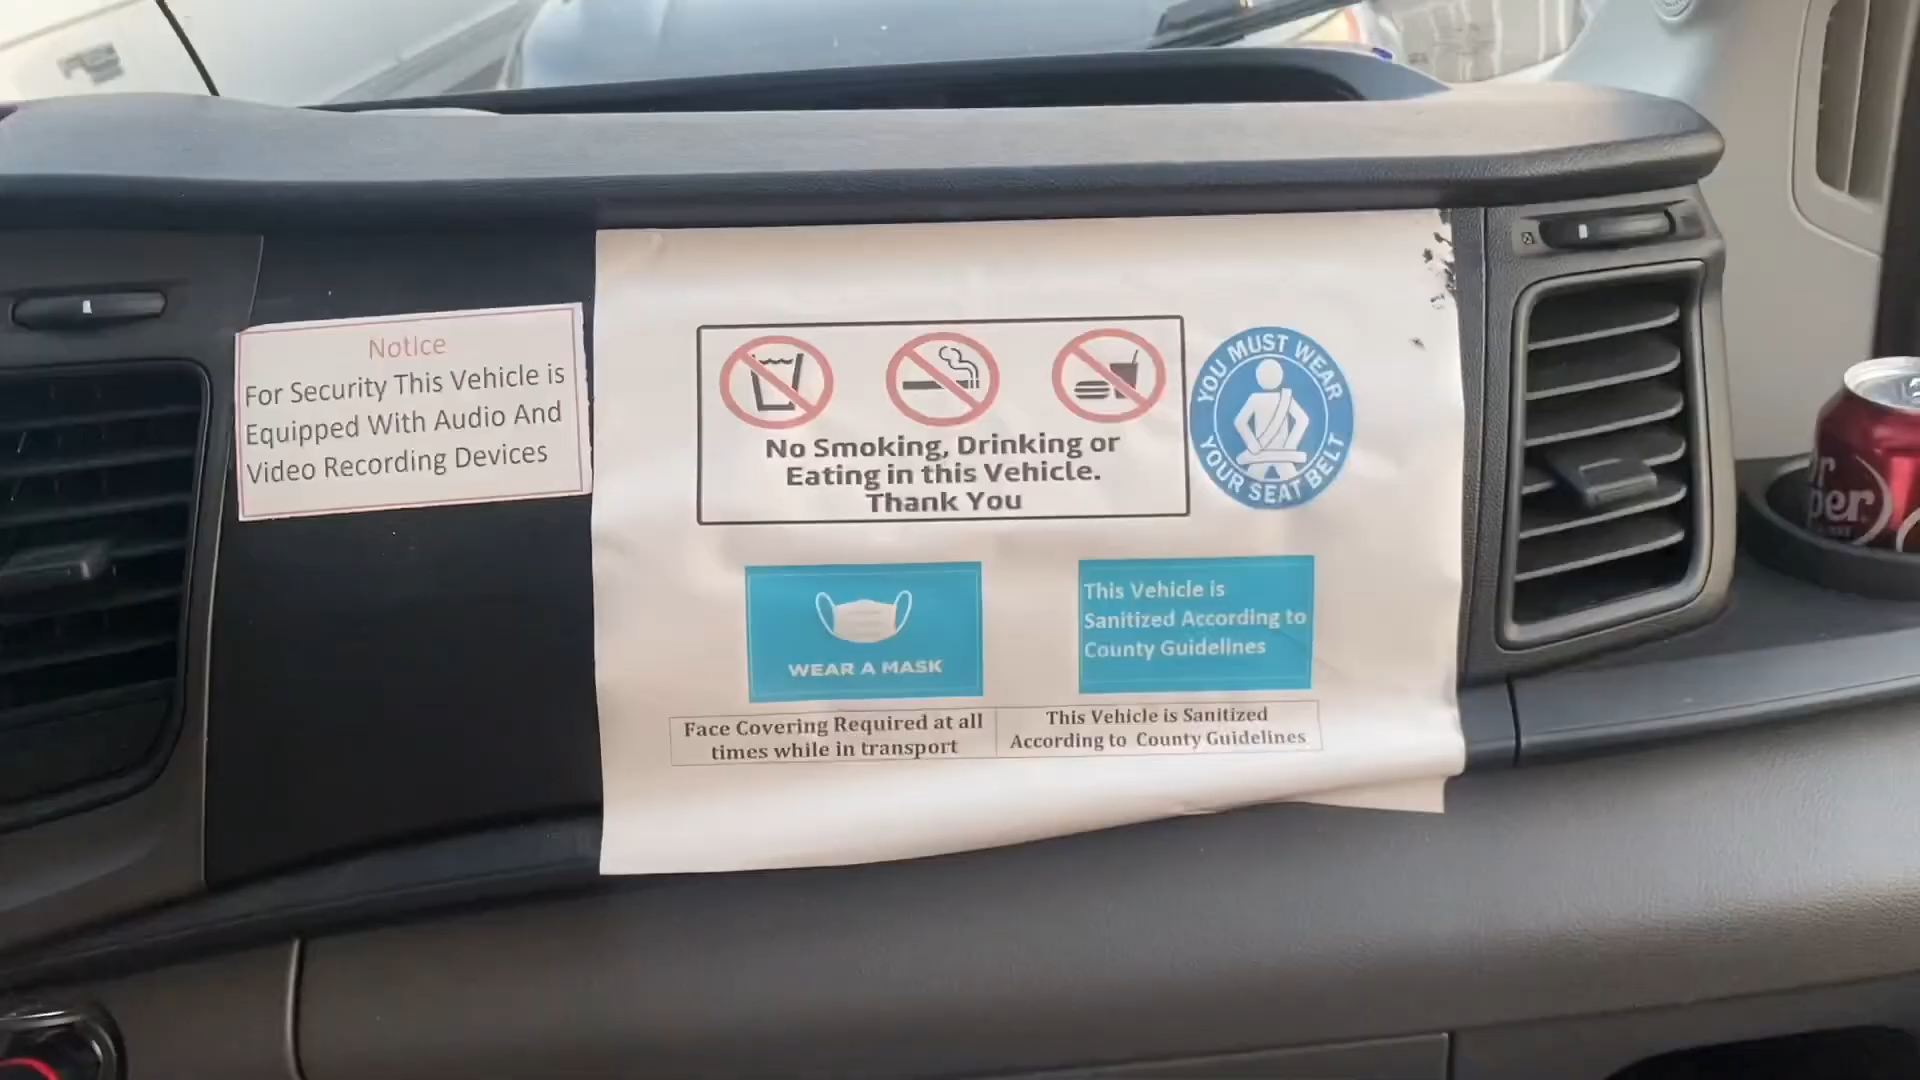 Notice
For Security This Vehicle is
Equipped With Audio And
Video Recording Devices
No Smoking, Drinking or
Eating in this Vehicle.
Thank You
YOU MUST WEAR
YOUR SEAT BELT
WEAR A MASK
This Vehicle is
Sanitized According to
County Guidelines
Face Covering Required at all
times while in transport
This Vehicle is Sanitized
According to County Guidelines
r
per